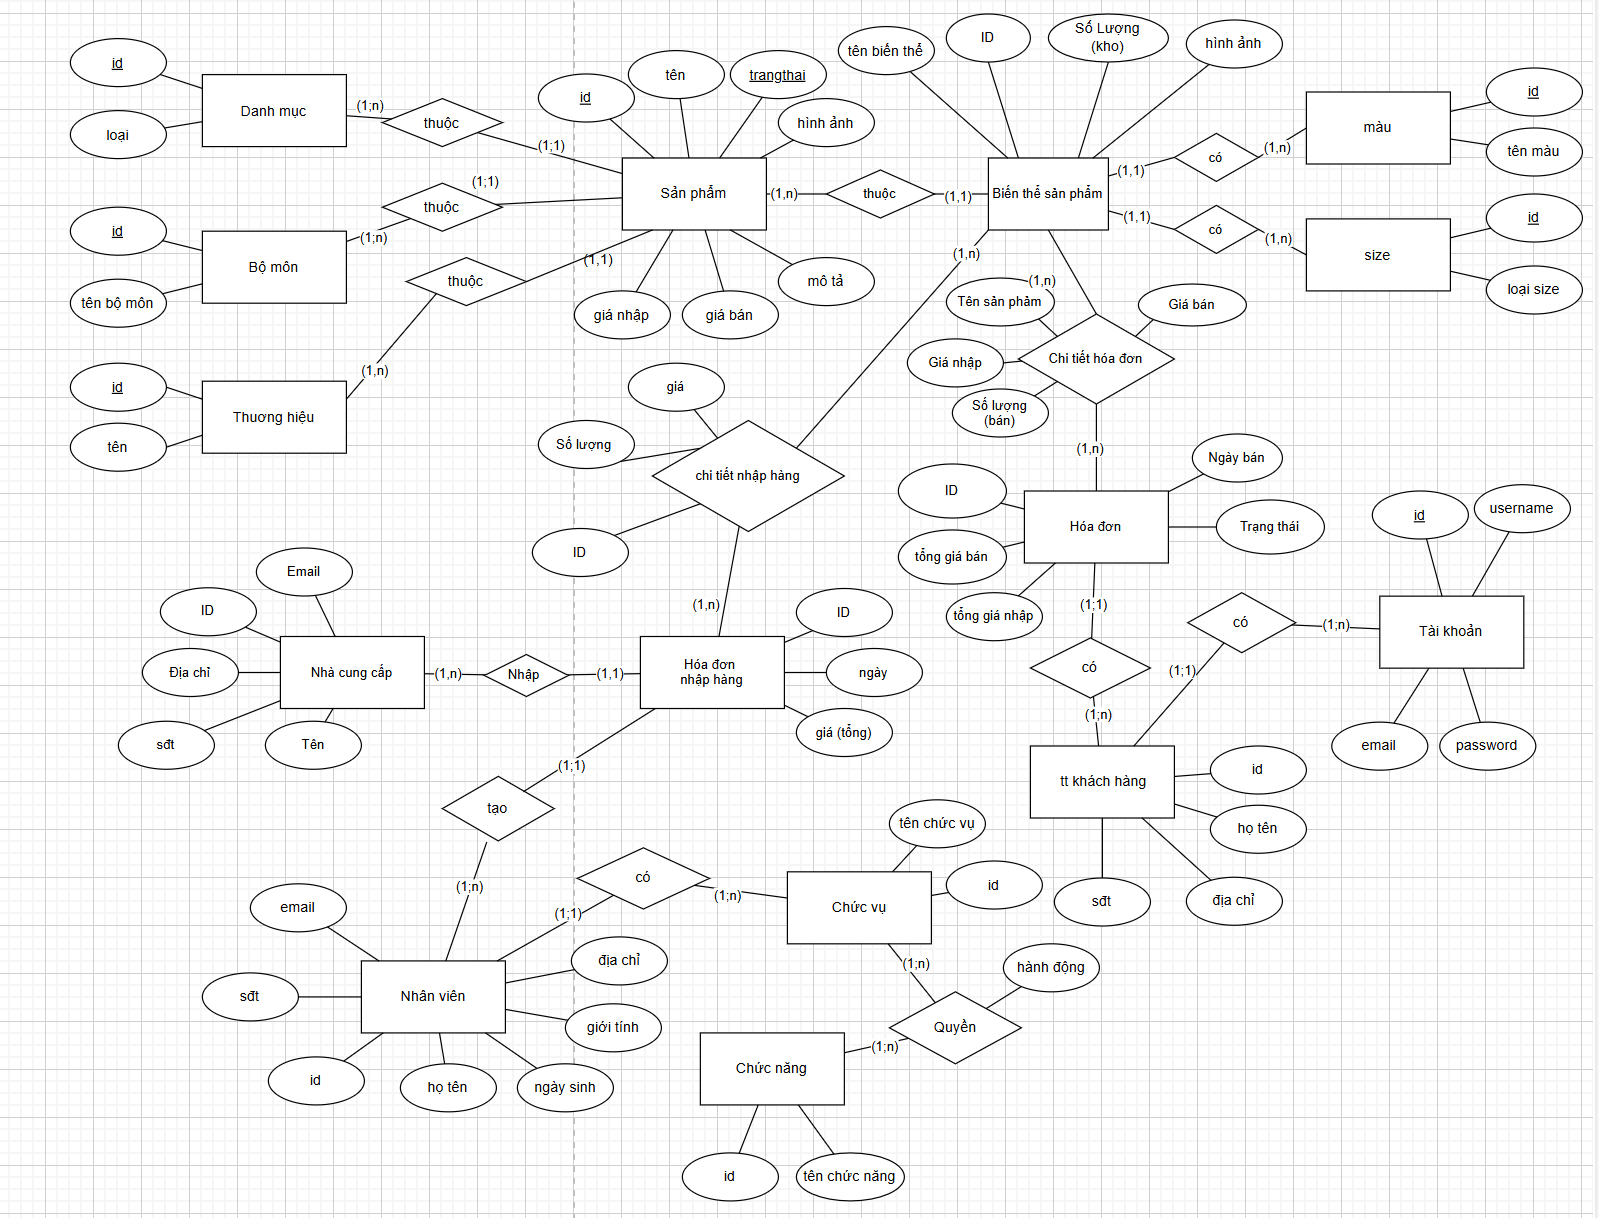 id
Danh mục
loại
(1;n)
thuộc
(1;1)
id
tên
trangthai
hình ảnh
Sản phẩm
tên biến thể
ID
Số Lượng
(kho)
hình ảnh
Biến thể sản phẩm
(1,n)
thuộc
(1,1)
(1,1)
có
(1,n)
màu
id
tên màu
(1,1)
có
(1,n)
size
id
loại size
id
Bộ môn
tên bộ môn
(1;n)
thuộc
(1;1)
thuộc
(1,1)
(1,n)
id
Thương hiệu
tên
giá nhập
giá bán
mô tả
(1,n)
(1,n)
Tên sản phẩm
Giá bán
Giá nhập
Chi tiết hóa đơn
Số lượng
(bán)
(1,n)
giá
Số lượng
chi tiết nhập hàng
ID
(1,n)
ID
Hóa đơn
Ngày bán
Trạng thái
tổng giá bán
tổng giá nhập
(1;1)
có
(1;n)
id
username
Tài khoản
email
password
(1;n)
có
(1;1)
Email
ID
Địa chỉ
Nhà cung cấp
sđt
Tên
(1,n)
Nhập
(1,1)
Hóa đơn
nhập hàng
ID
ngày
giá (tổng)
(1;1)
tạo
(1;n)
tt khách hàng
id
họ tên
địa chỉ
sđt
tên chức vụ
id
Chức vụ
(1;n)
có
(1;1)
email
sđt
Nhân viên
địa chỉ
giới tính
id
họ tên
ngày sinh
(1;n)
hành động
Quyền
(1;n)
Chức năng
id
tên chức năng